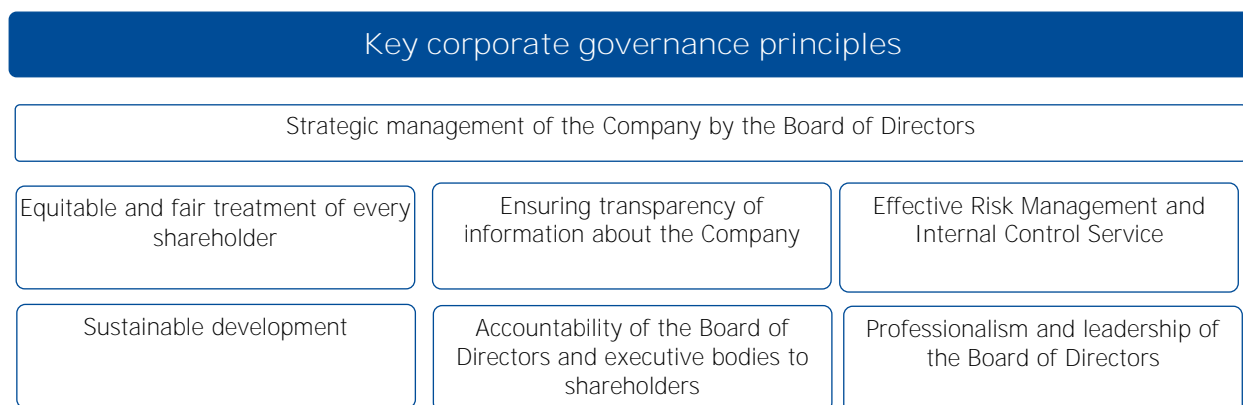 Key corporate governance principles
Strategic management of the Company by the Board of Directors
Equitable and fair treatment of every
shareholder
Ensuring transparency of
information about the Company
Effective Risk Management and
Internal Control Service
Sustainable development
Accountability of the Board of
Directors and executive bodies to
shareholders
Professionalism and leadership of
the Board of Directors